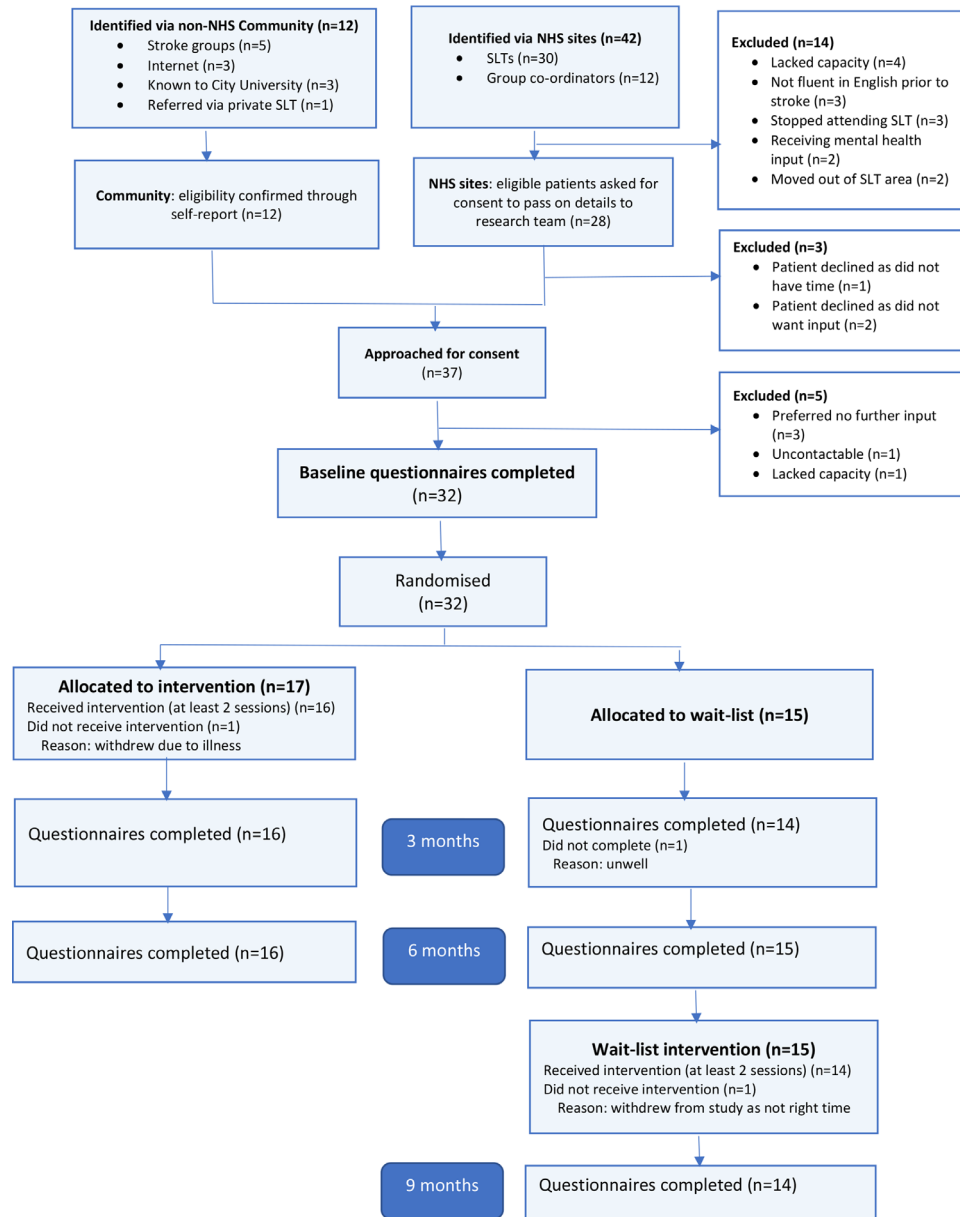 Identified via non-NHS Community (n=12)
• Stroke groups (n=5)
• Internet (n=3)
• Known to City University (n=3)
• Referred via private SLT (n=1)
Identified via NHS sites (n=42)
• SLTs (n=30)
• Group co-ordinators (n=12)
Excluded (n=14)
• Lacked capacity (n=4)
• Not fluent in English prior to
stroke (n=3)
• Stopped attending SLT (n=3)
• Receiving mental health
input (n=2)
• Moved out of SLT area (n=2)
Community: eligibility confirmed through
self-report (n=12)
NHS sites: eligible patients asked for
consent to pass on details to
research team (n=28)
Excluded (n=3)
• Patient declined as did not
have time (n=1)
• Patient declined as did not
want input (n=2)
Approached for consent
(n=37)
Excluded (n=5)
• Preferred no further input
(n=3)
• Uncontactable (n=1)
• Lacked capacity (n=1)
Baseline questionnaires completed
(n=32)
Randomised
(n=32)
Allocated to intervention (n=17)
Received intervention (at least 2 sessions) (n=16)
Did not receive intervention (n=1)
Reason: withdrew due to illness
Allocated to wait-list (n=15)
Questionnaires completed (n=16)
3 months
Questionnaires completed (n=14)
Did not complete (n=1)
Reason: unwell
Questionnaires completed (n=16)
6 months
Questionnaires completed (n=15)
Wait-list intervention (n=15)
Received intervention (at least 2 sessions) (n=14)
Did not receive intervention (n=1)
Reason: withdrew from study as not right time
9 months
Questionnaires completed (n=14)